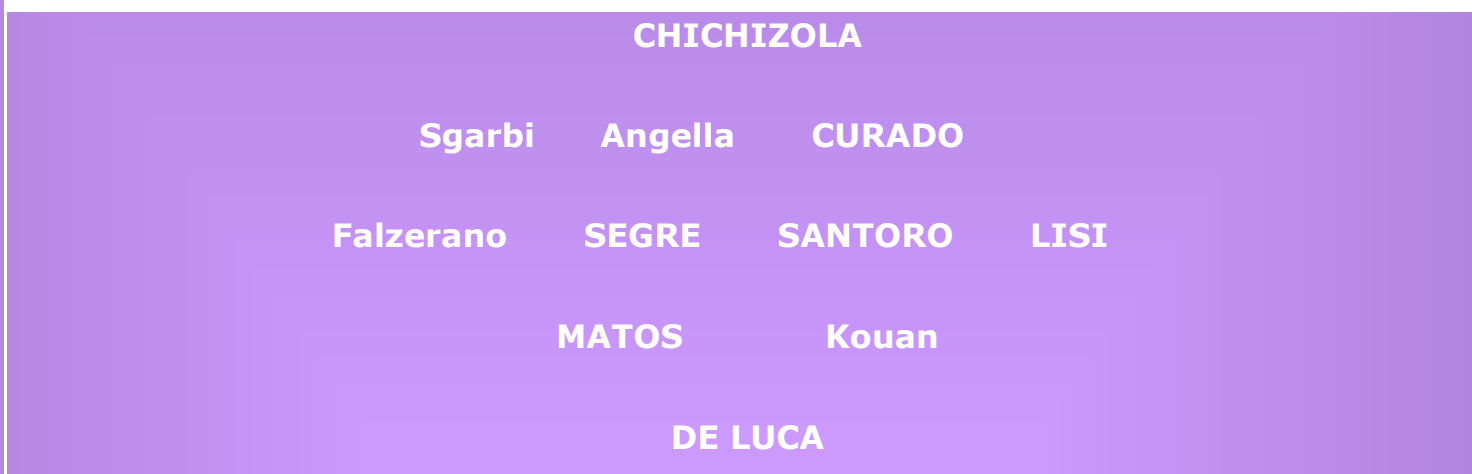 CHICHIZOLA
Sgarbi Angella CURADO
Falzerano SEGRE SANTORO LISI
MATOS Kouan
DE LUCA